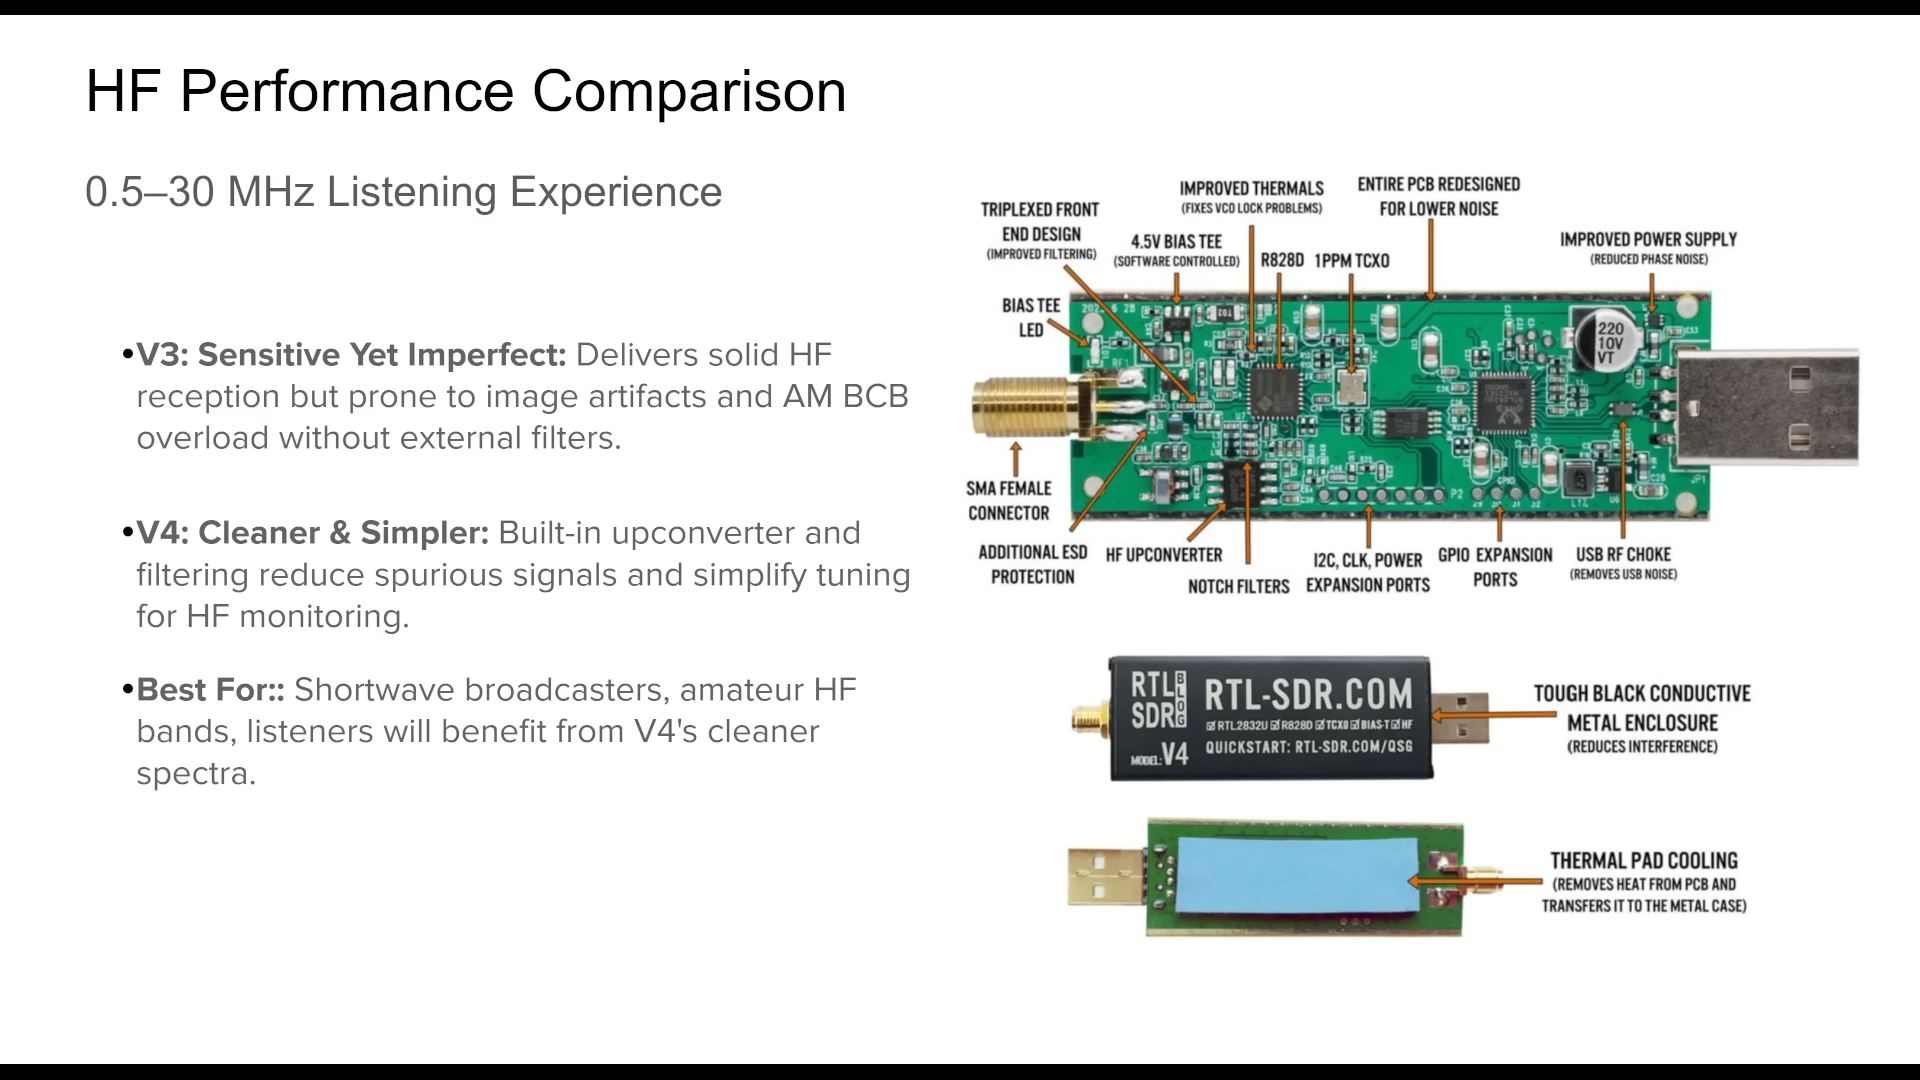 HF Performance Comparison
0.5–30 MHz Listening Experience
•V3: Sensitive Yet Imperfect: Delivers solid HF
reception but prone to image artifacts and AM BCB
overload without external filters.
•V4: Cleaner & Simpler: Built-in upconverter and
filtering reduce spurious signals and simplify tuning
for HF monitoring.
•Best For:: Shortwave broadcasters, amateur HF
bands, listeners will benefit from V4's cleaner
spectra.
TRIPLEXED FRONT
END DESIGN
(IMPROVED FILTERING)
4.5V BIAS TEE
(SOFTWARE CONTROLLED)
IMPROVED THERMALS
(FIXES VCO LOCK PROBLEMS)
R828D
1PPM TCXO
ENTIRE PCB REDESIGNED
FOR LOWER NOISE
IMPROVED POWER SUPPLY
(REDUCED PHASE NOISE)
BIAS TEE
LED
220
10V
VT
P2
GPIO
JP1
SMA FEMALE
CONNECTOR
ADDITIONAL ESD
PROTECTION
HF UPCONVERTER
NOTCH FILTERS
I2C, CLK, POWER
EXPANSION PORTS
GPIO EXPANSION
PORTS
USB RF CHOKE
(REMOVES USB NOISE)
RTL
SDR
BLOG
RTL-SDR.COM
RTL2832U R828D TCXO BIAS-T HF
QUICKSTART: RTL-SDR.COM/QSG
MODEL: V4
TOUGH BLACK CONDUCTIVE
METAL ENCLOSURE
(REDUCES INTERFERENCE)
THERMAL PAD COOLING
(REMOVES HEAT FROM PCB AND
TRANSFERS IT TO THE METAL CASE)